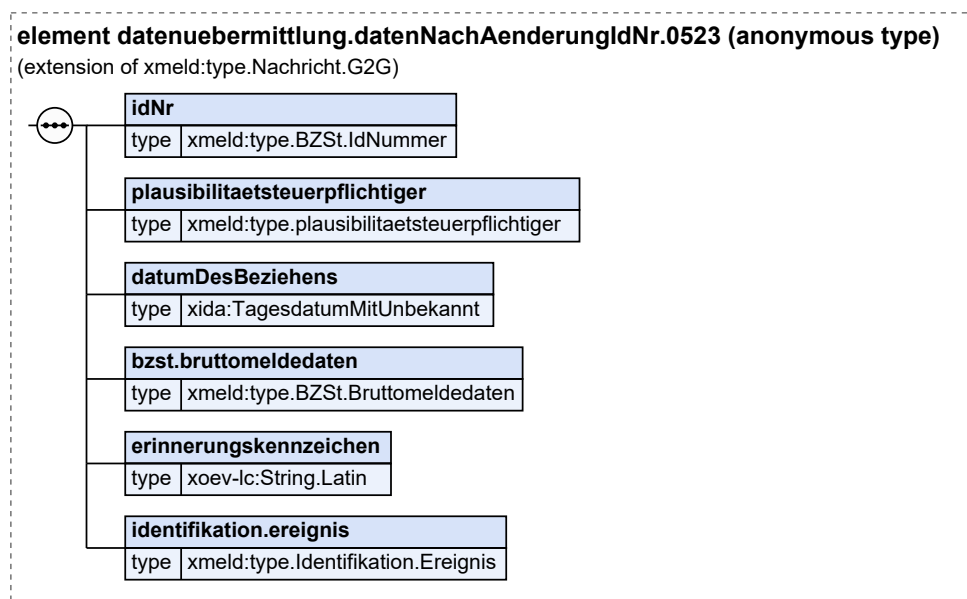 element datenuebermittlung.datenNachAenderungIdNr.0523 (anonymous type)
(extension of xmeld:type.Nachricht.G2G)
idNr
type xmeld:type.BZSt.IdNummer
plausibilitaetsteuerpflichtiger
type xmeld:type.plausibilitaetsteuerpflichtiger
datumDesBeziehens
type xida:TagesdatumMitUnbekannt
bzst.bruttomeldedaten
type xmeld:type.BZSt.Bruttomeldedaten
erinnerungskennzeichen
type xoev-lc:String.Latin
identifikation.ereignis
type xmeld:type.Identifikation.Ereignis